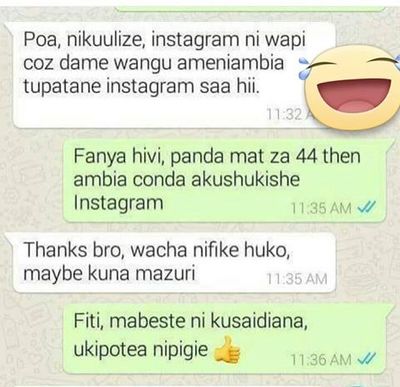 Poa, nikuulize, instagram ni wapi
coz dame wangu ameniambia
tupatane instagram saa hii.
11:32
Fanya hivi, panda mat za 44 then
ambia conda akushukishe
Instagram
11:35 AM
Thanks bro, wacha nifike huko,
maybe kuna mazuri
11:35 AM
Fiti, mabeste ni kusaidiana,
ukipotea nipigie 👍
11:36 AM